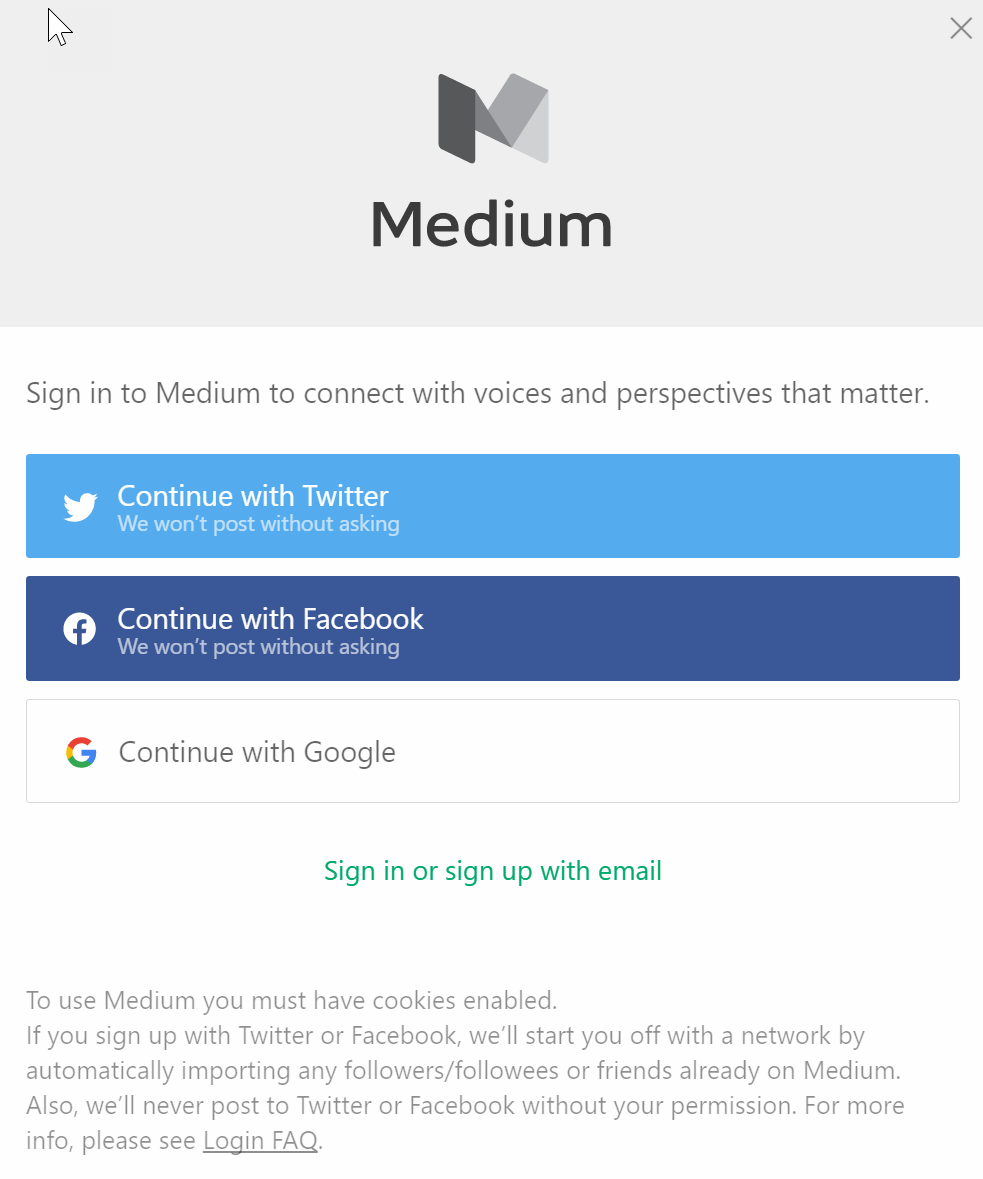 Medium
Sign in to Medium to connect with voices and perspectives that matter.
Continue with Twitter
We won’t post without asking
Continue with Facebook
We won’t post without asking
Continue with Google
Sign in or sign up with email
To use Medium you must have cookies enabled.
If you sign up with Twitter or Facebook, we’ll start you off with a network by
automatically importing any followers/followees or friends already on Medium.
Also, we’ll never post to Twitter or Facebook without your permission. For more
info, please see Login FAQ.